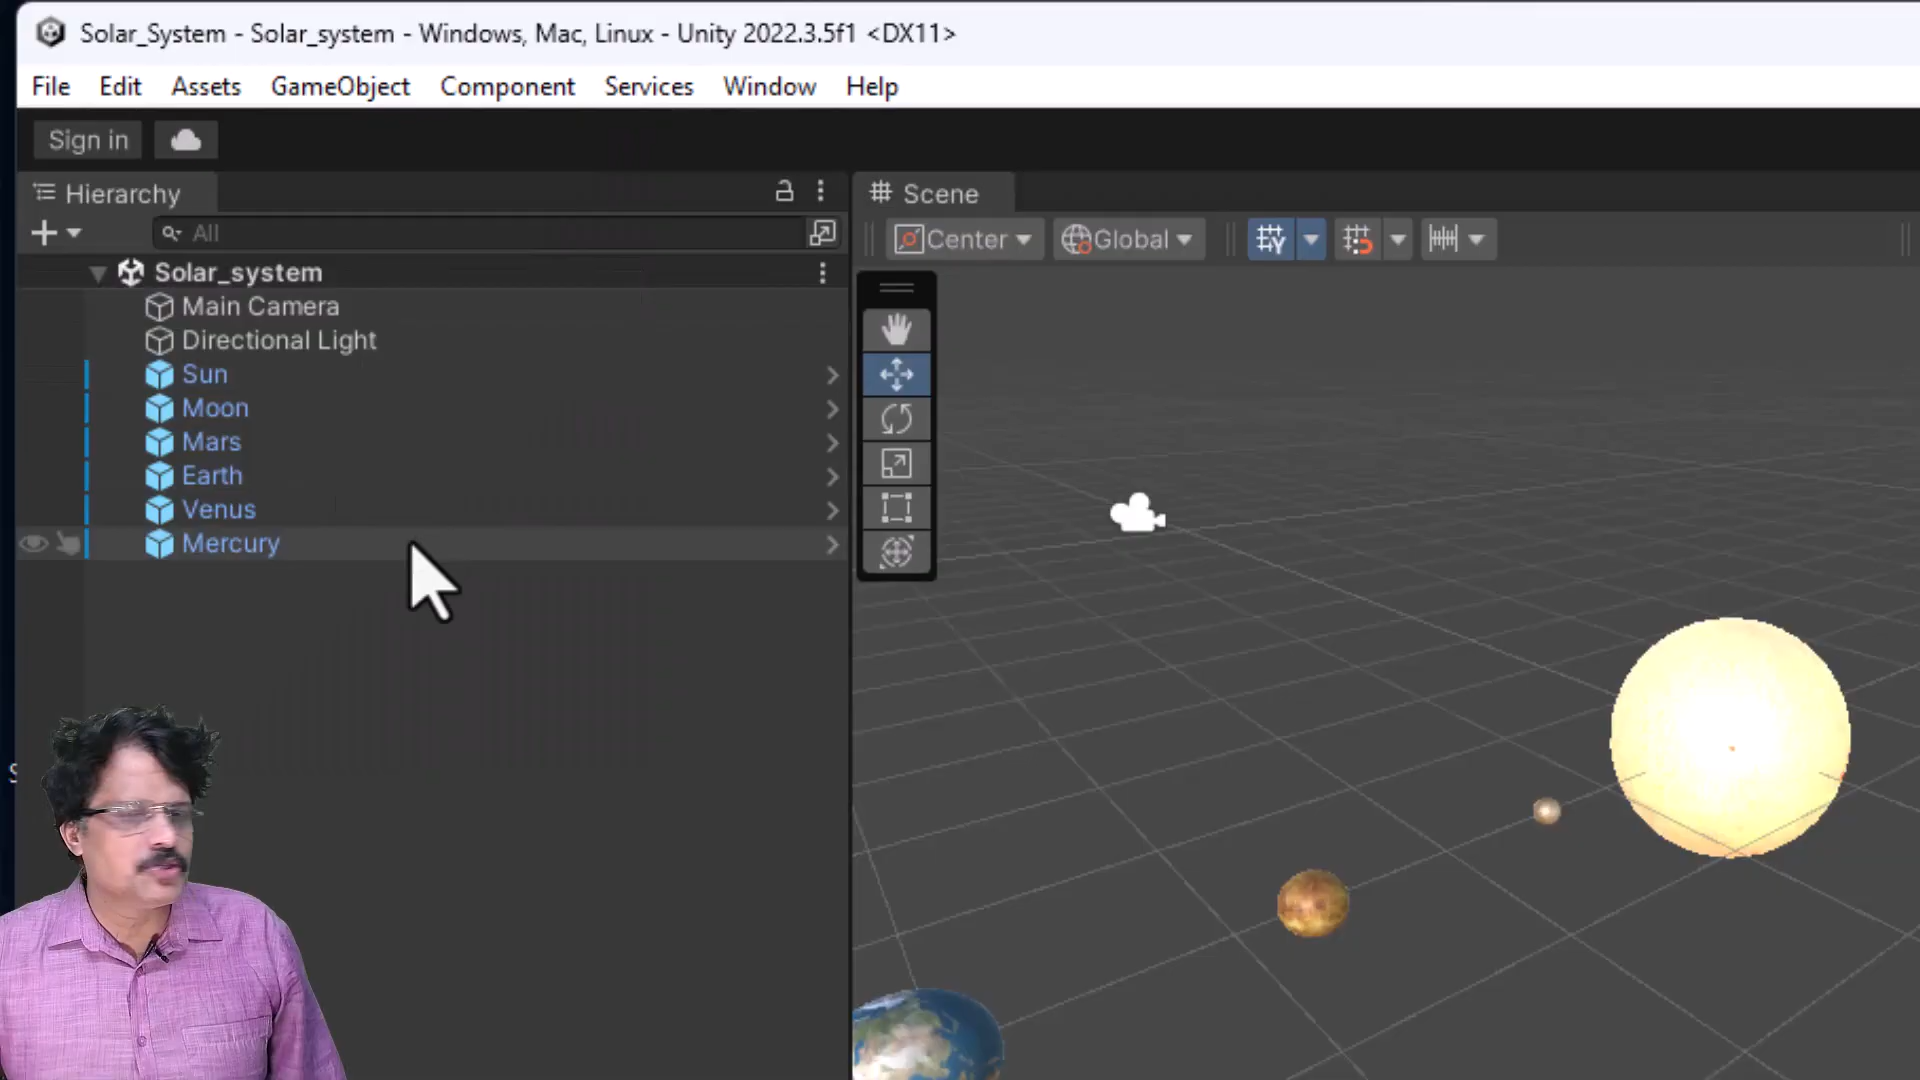 Solar_System - Solar_system - Windows, Mac, Linux - Unity 2022.3.5f1 <DX11>
File Edit Assets GameObject Component Services Window Help
Sign in
Hierarchy
Scene
All
Center Global
Solar_system
Main Camera
Directional Light
Sun
Moon
Mars
Earth
Venus
Mercury